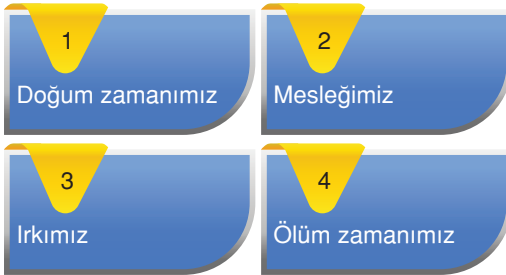 1
Doğum zamanımız
2
Mesleğimiz
3
Irkımız
4
Ölüm zamanımız